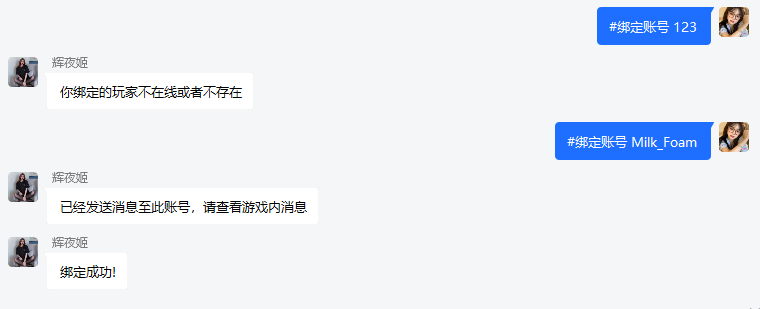 #绑定账号 123
辉夜姬
你绑定的玩家不在线或者不存在
#绑定账号 Milk_Foam
辉夜姬
已经发送消息至此账号，请查看游戏内消息
辉夜姬
绑定成功!